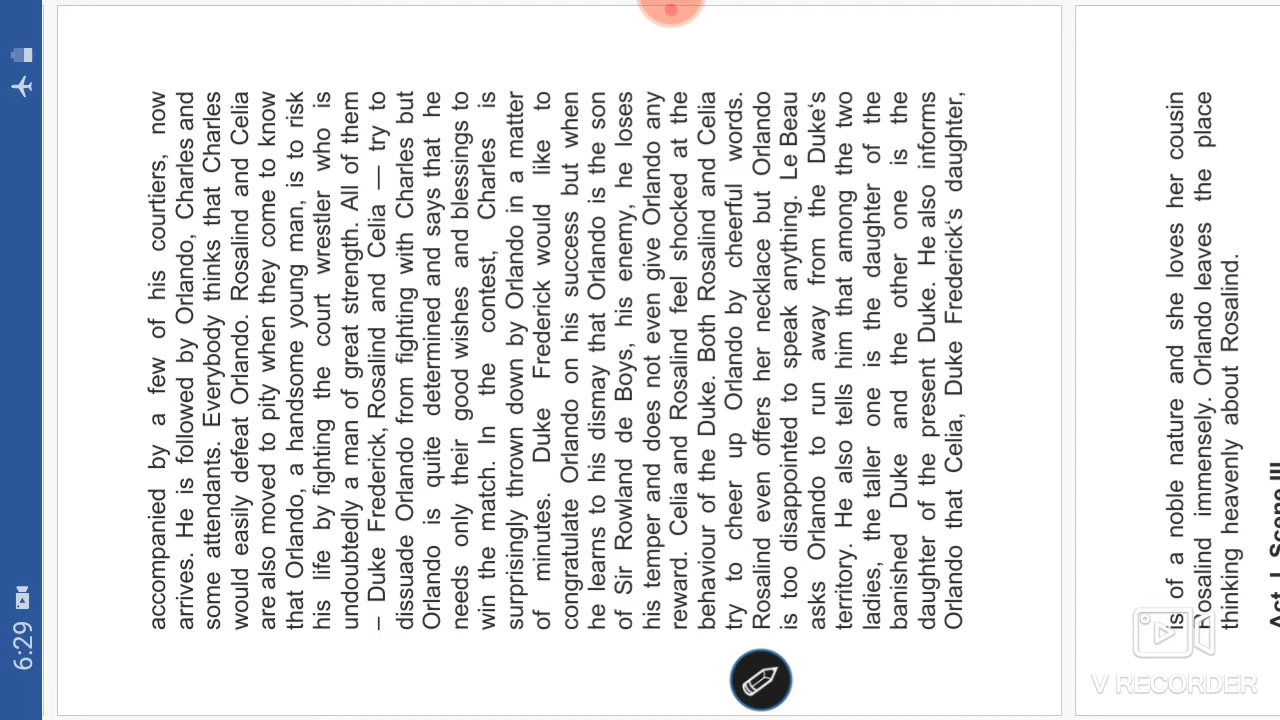 6:29
accompanied by a few of his courtiers, now
arrives. He is followed by Orlando, Charles and
some attendants. Everybody thinks that Charles
would easily defeat Orlando. Rosalind and Celia
are also moved to pity when they come to know
that Orlando, a handsome young man, is to risk
his life by fighting the court wrestler who is
undoubtedly a man of great strength. All of them
– Duke Frederick, Rosalind and Celia — try to
dissuade Orlando from fighting with Charles but
Orlando is quite determined and says that he
needs only their good wishes and blessings to
win the match. In the contest, Charles is
surprisingly thrown down by Orlando in a matter
of minutes. Duke Frederick would like to
congratulate Orlando on his success but when
he learns to his dismay that Orlando is the son
of Sir Rowland de Boys, his enemy, he loses
his temper and does not even give Orlando any
reward. Celia and Rosalind feel shocked at the
behaviour of the Duke. Both Rosalind and Celia
try to cheer up Orlando by cheerful words.
Rosalind even offers her necklace but Orlando
is too disappointed to speak anything. Le Beau
asks Orlando to run away from the Duke‘s
territory. He also tells him that among the two
ladies, the taller one is the daughter of the
banished Duke and the other one is the
daughter of the present Duke. He also informs
Orlando that Celia, Duke Frederick‘s daughter,
is of a noble nature and she loves her cousin
Rosalind immensely. Orlando leaves the place
thinking heavenly about Rosalind.
Act I Scene III
V RECORDER